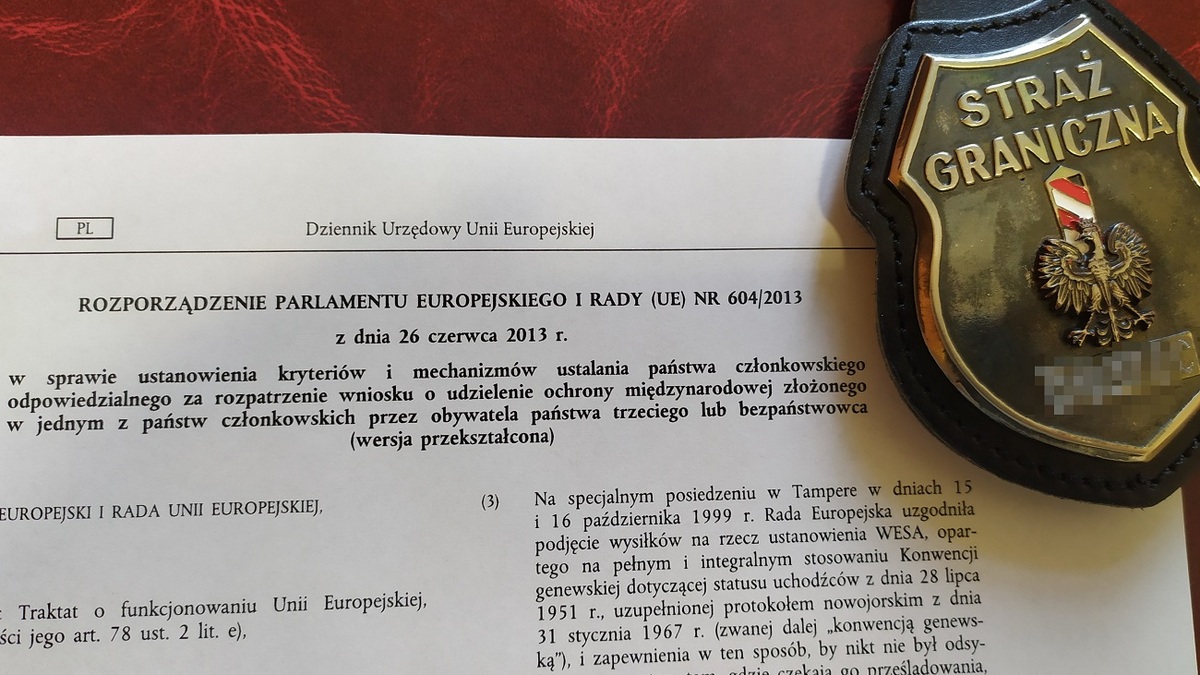 STRAŻ
GRANICZNA
PL
Dziennik Urzędowy Unii Europejskiej
ROZPORZĄDZENIE PARLAMENTU EUROPEJSKIEGO I RADY (UE) NR 604/2013
z dnia 26 czerwca 2013 r.
w sprawie ustanowienia kryteriów i mechanizmów ustalania państwa członkowskiego
odpowiedzialnego za rozpatrzenie wniosku o udzielenie ochrony międzynarodowej złożonego
w jednym z państw członkowskich przez obywatela państwa trzeciego lub bezpaństwowca
(wersja przekształcona)
EUROPEJSKI I RADA UNII EUROPEJSKIEJ,
Traktat o funkcjonowaniu Unii Europejskiej,
ści jego art. 78 ust. 2 lit. e),
(3) Na specjalnym posiedzeniu w Tampere w dniach 15
i 16 października 1999 r. Rada Europejska uzgodniła
podjęcie wysiłków na rzecz ustanowienia WESA, opar-
tego na pełnym i integralnym stosowaniu Konwencji
genewskiej dotyczącej statusu uchodźców z dnia 28 lipca
1951 r., uzupełnionej protokołem nowojorskim z dnia
31 stycznia 1967 r. (zwanej dalej „konwencją genews-
ką”), i zapewnienia w ten sposób, by nikt nie był odsy-
gdzie czekają go prześladowania,